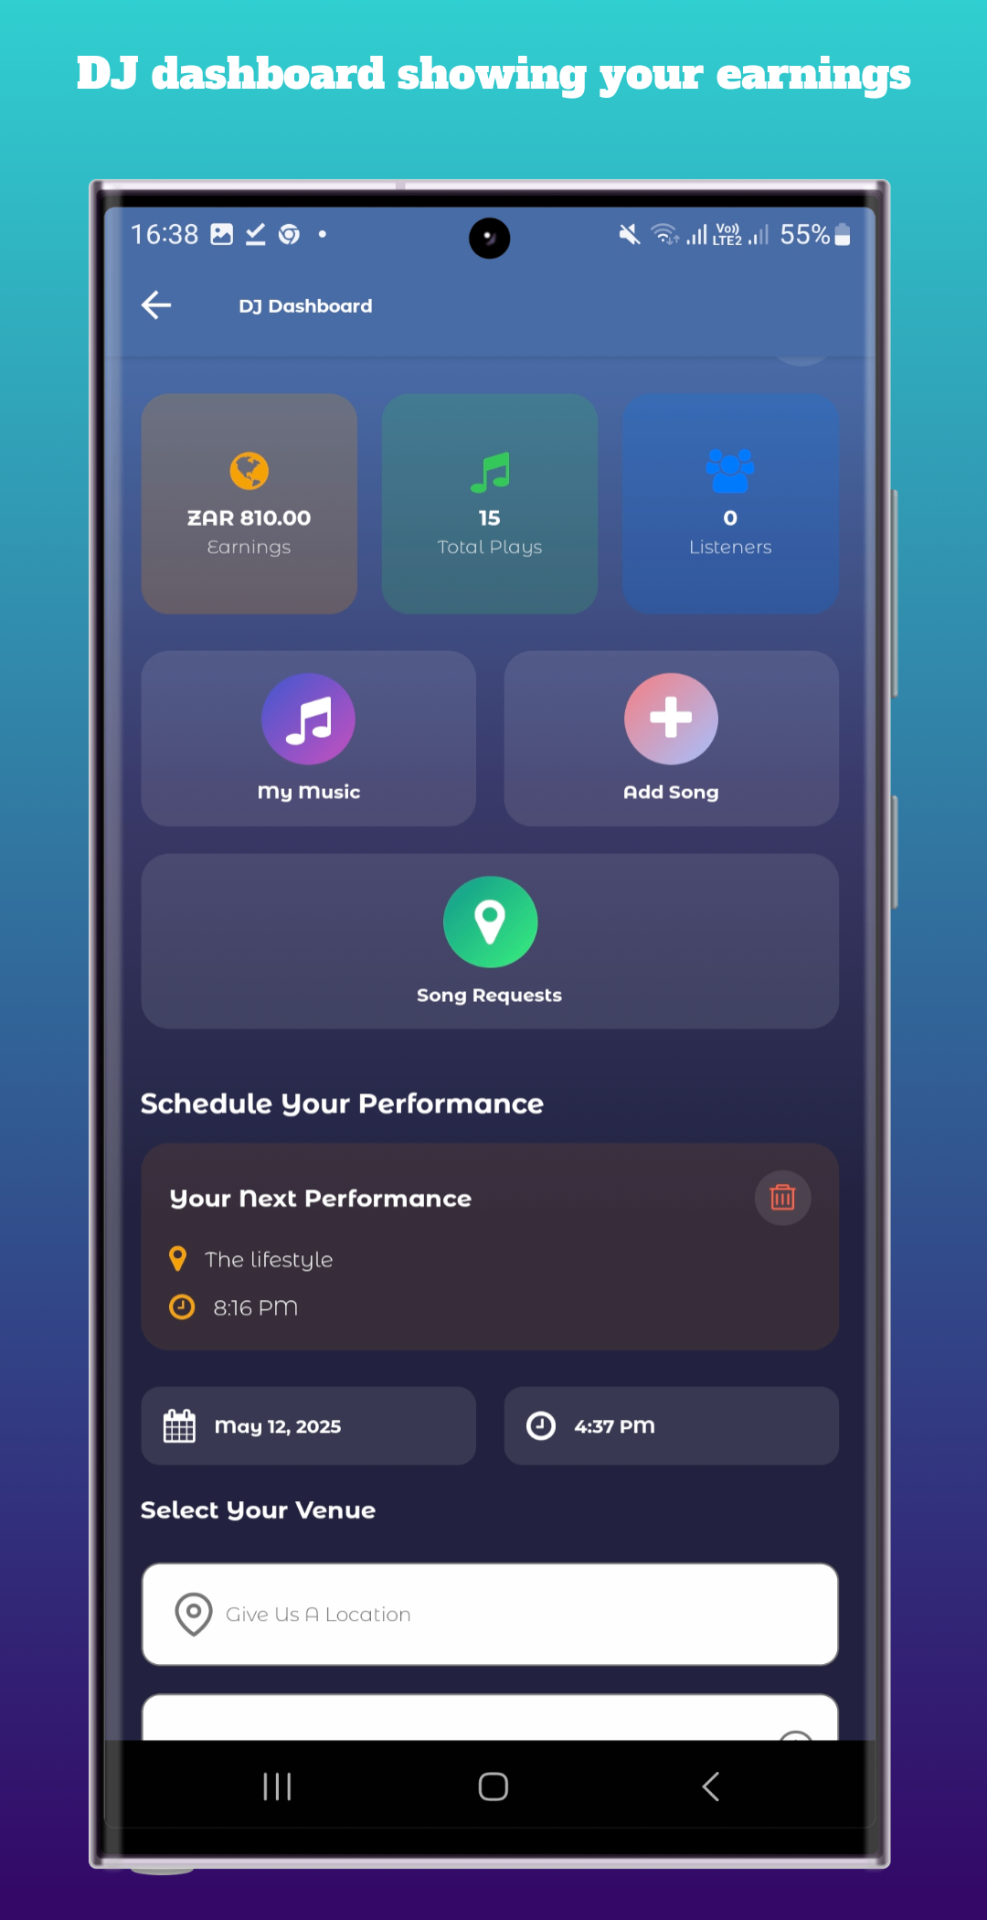 DJ dashboard showing your earnings
16:38
Vo)) LTE2 55%
DJ Dashboard
ZAR 810.00
Earnings
15
Total Plays
0
Listeners
My Music
Add Song
Song Requests
Schedule Your Performance
Your Next Performance
The lifestyle
8:16 PM
May 12, 2025
4:37 PM
Select Your Venue
Give Us A Location